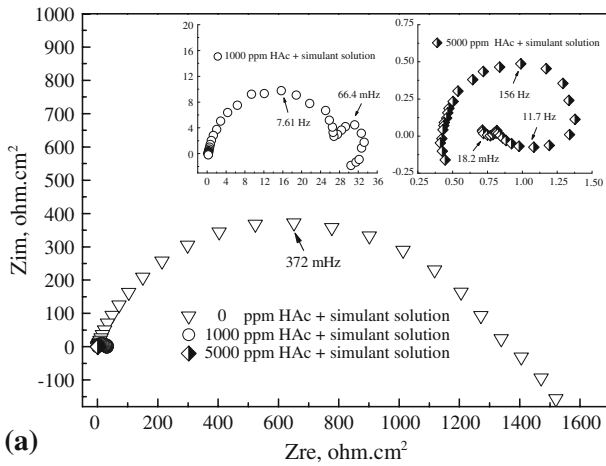 1000
900
800
700
600
500
400
300
200
100
0
-100
Zim, ohm.cm²
0 200 400 600 800 1000 1200 1400 1600
Zre, ohm.cm²
(a)
20
16
12
8
4
0
0 4 8 12 16 20 24 28 32 36
1000 ppm HAc + simulant solution
66.4 mHz
7.61 Hz
0.75
0.50
0.25
0.00
-0.25
0.25 0.50 0.75 1.00 1.25 1.50
5000 ppm HAc + simulant solution
156 Hz
11.7 Hz
18.2 mHz
372 mHz
0 ppm HAc + simulant solution
1000 ppm HAc + simulant solution
5000 ppm HAc + simulant solution